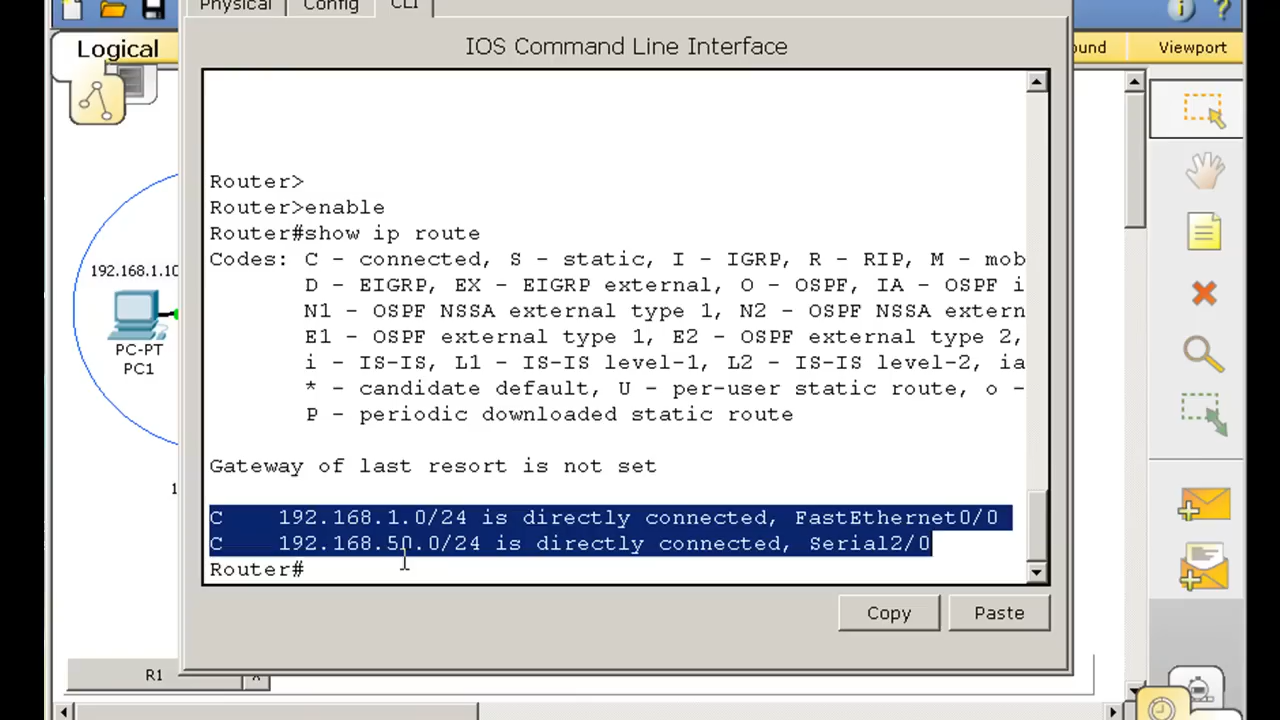 Physical
Config
CLI
Logical
IOS Command Line Interface
Viewport
Router>
Router>enable
Router#show ip route
Codes: C - connected, S - static, I - IGRP, R - RIP, M - mob
D - EIGRP, EX - EIGRP external, O - OSPF, IA - OSPF i
N1 - OSPF NSSA external type 1, N2 - OSPF NSSA extern
E1 - OSPF external type 1, E2 - OSPF external type 2,
i - IS-IS, L1 - IS-IS level-1, L2 - IS-IS level-2, ia
* - candidate default, U - per-user static route, o -
P - periodic downloaded static route
Gateway of last resort is not set
C 192.168.1.0/24 is directly connected, FastEthernet0/0
C 192.168.50.0/24 is directly connected, Serial2/0
Router#
Copy
Paste
192.168.1.10
PC-PT
PC1
1
R1